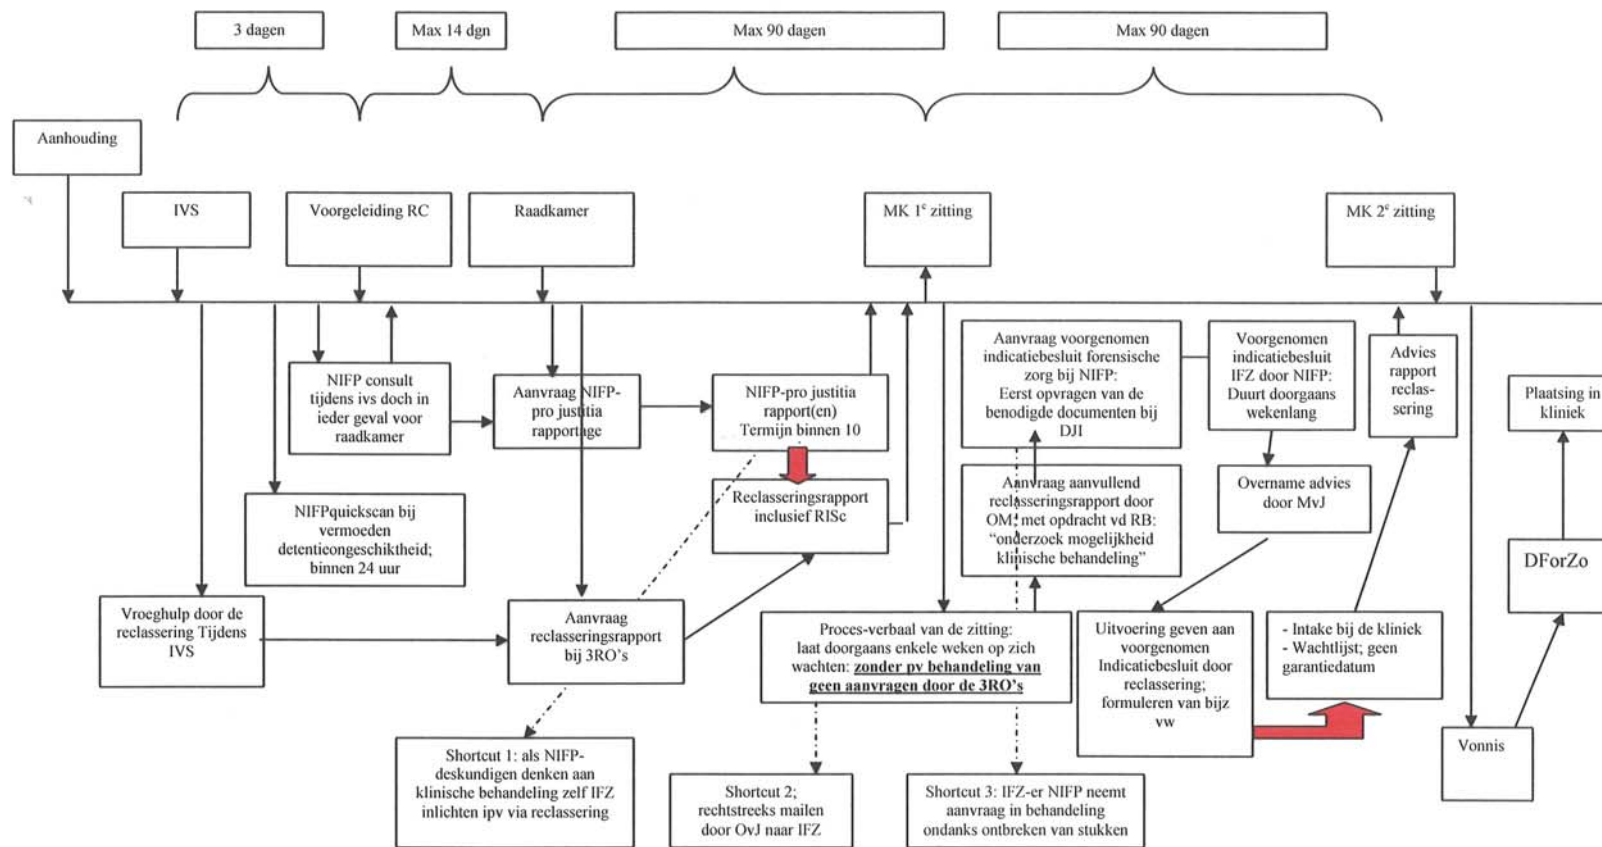 3 dagen
Max 14 dgn
Max 90 dagen
Max 90 dagen
Aanhouding
IVS
Voorgeleiding RC
Raadkamer
MK 1e zitting
MK 2e zitting
NIFP consult
tijdens ivs doch in
ieder geval voor
raadkamer
Aanvraag NIFP-
pro justitia
rapportage
NIFP-pro justitia
rapport(en)
Termijn binnen 10
Aanvraag voorgenomen
indicatiebesluit forensische
zorg bij NIFP:
Eerst opvragen van de
benodigde documenten bij
DJI
Voorgenomen
indicatiebesluit
IFZ door NIFP:
Duurt doorgaans
wekenlang
Advies
rapport
reclas-
sering
Plaatsing in
kliniek
NIFPquickscan bij
vermoeden
detentieongeschiktheid;
binnen 24 uur
Reclasseringsrapport
inclusief RISc
Aanvraag aanvullend
reclasseringsrapport door
OM; met opdracht vd RB:
“onderzoek mogelijkheid
klinische behandeling”
Overname advies
door MvJ
DForZo
Vroeghulp door de
reclassering Tijdens
IVS
Aanvraag
reclasseringsrapport
bij 3RO’s
Proces-verbaal van de zitting:
laat doorgaans enkele weken op zich
wachten: zonder pv behandeling van
geen aanvragen door de 3RO’s
Uitvoering geven aan
voorgenomen
Indicatiebesluit door
reclassering;
formuleren van bijz
vw
- Intake bij de kliniek
- Wachtlijst; geen
garantiedatum
Vonnis
Shortcut 1: als NIFP-
deskundigen denken aan
klinische behandeling zelf IFZ
inlichten ipv via reclassering
Shortcut 2;
rechtstreeks mailen
door OvJ naar IFZ
Shortcut 3: IFZ-er NIFP neemt
aanvraag in behandeling
ondanks ontbreken van stukken